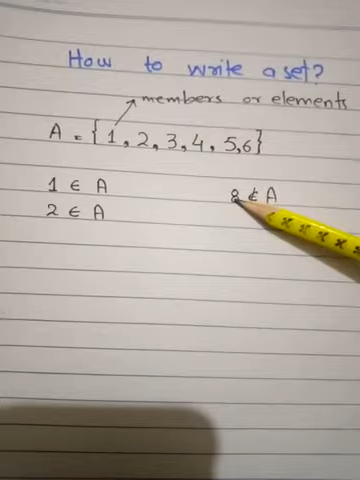 How to write a set?
members or elements
A = {1, 2, 3, 4, 5, 6}
1 ∈ A 8 ∉ A
2 ∈ A